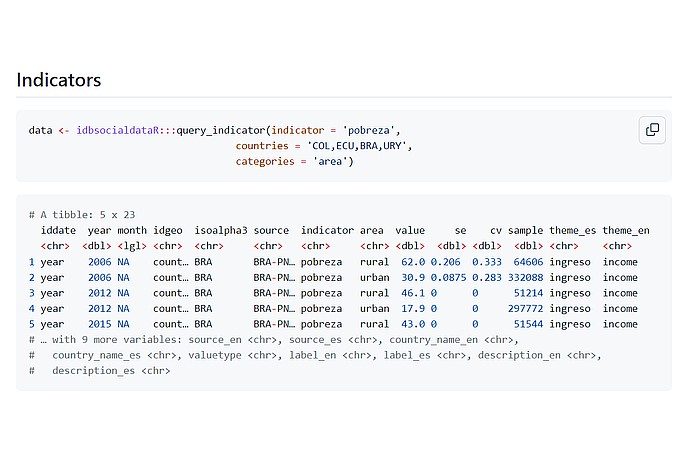 Indicators
data <- idbsocialdataR:::query_indicator(indicator = 'pobreza',
countries = 'COL,ECU,BRA,URY',
categories = 'area')
# A tibble: 5 x 23
iddate year month idgeo isoalpha3 source indicator area value se cv sample theme_es theme_en
<chr> <dbl> <lgl> <chr> <chr> <chr> <chr> <chr> <dbl> <dbl> <dbl> <dbl> <chr> <chr>
1 year 2006 NA count… BRA BRA-PN… pobreza rural 62.0 0.206 0.333 64606 ingreso income
2 year 2006 NA count… BRA BRA-PN… pobreza urban 30.9 0.0875 0.283 332088 ingreso income
3 year 2012 NA count… BRA BRA-PN… pobreza rural 46.1 0 0 51214 ingreso income
4 year 2012 NA count… BRA BRA-PN… pobreza urban 17.9 0 0 297772 ingreso income
5 year 2015 NA count… BRA BRA-PN… pobreza rural 43.0 0 0 51544 ingreso income
# … with 9 more variables: source_en <chr>, source_es <chr>, country_name_en <chr>,
# country_name_es <chr>, valuetype <chr>, label_en <chr>, label_es <chr>, description_en <chr>,
# description_es <chr>